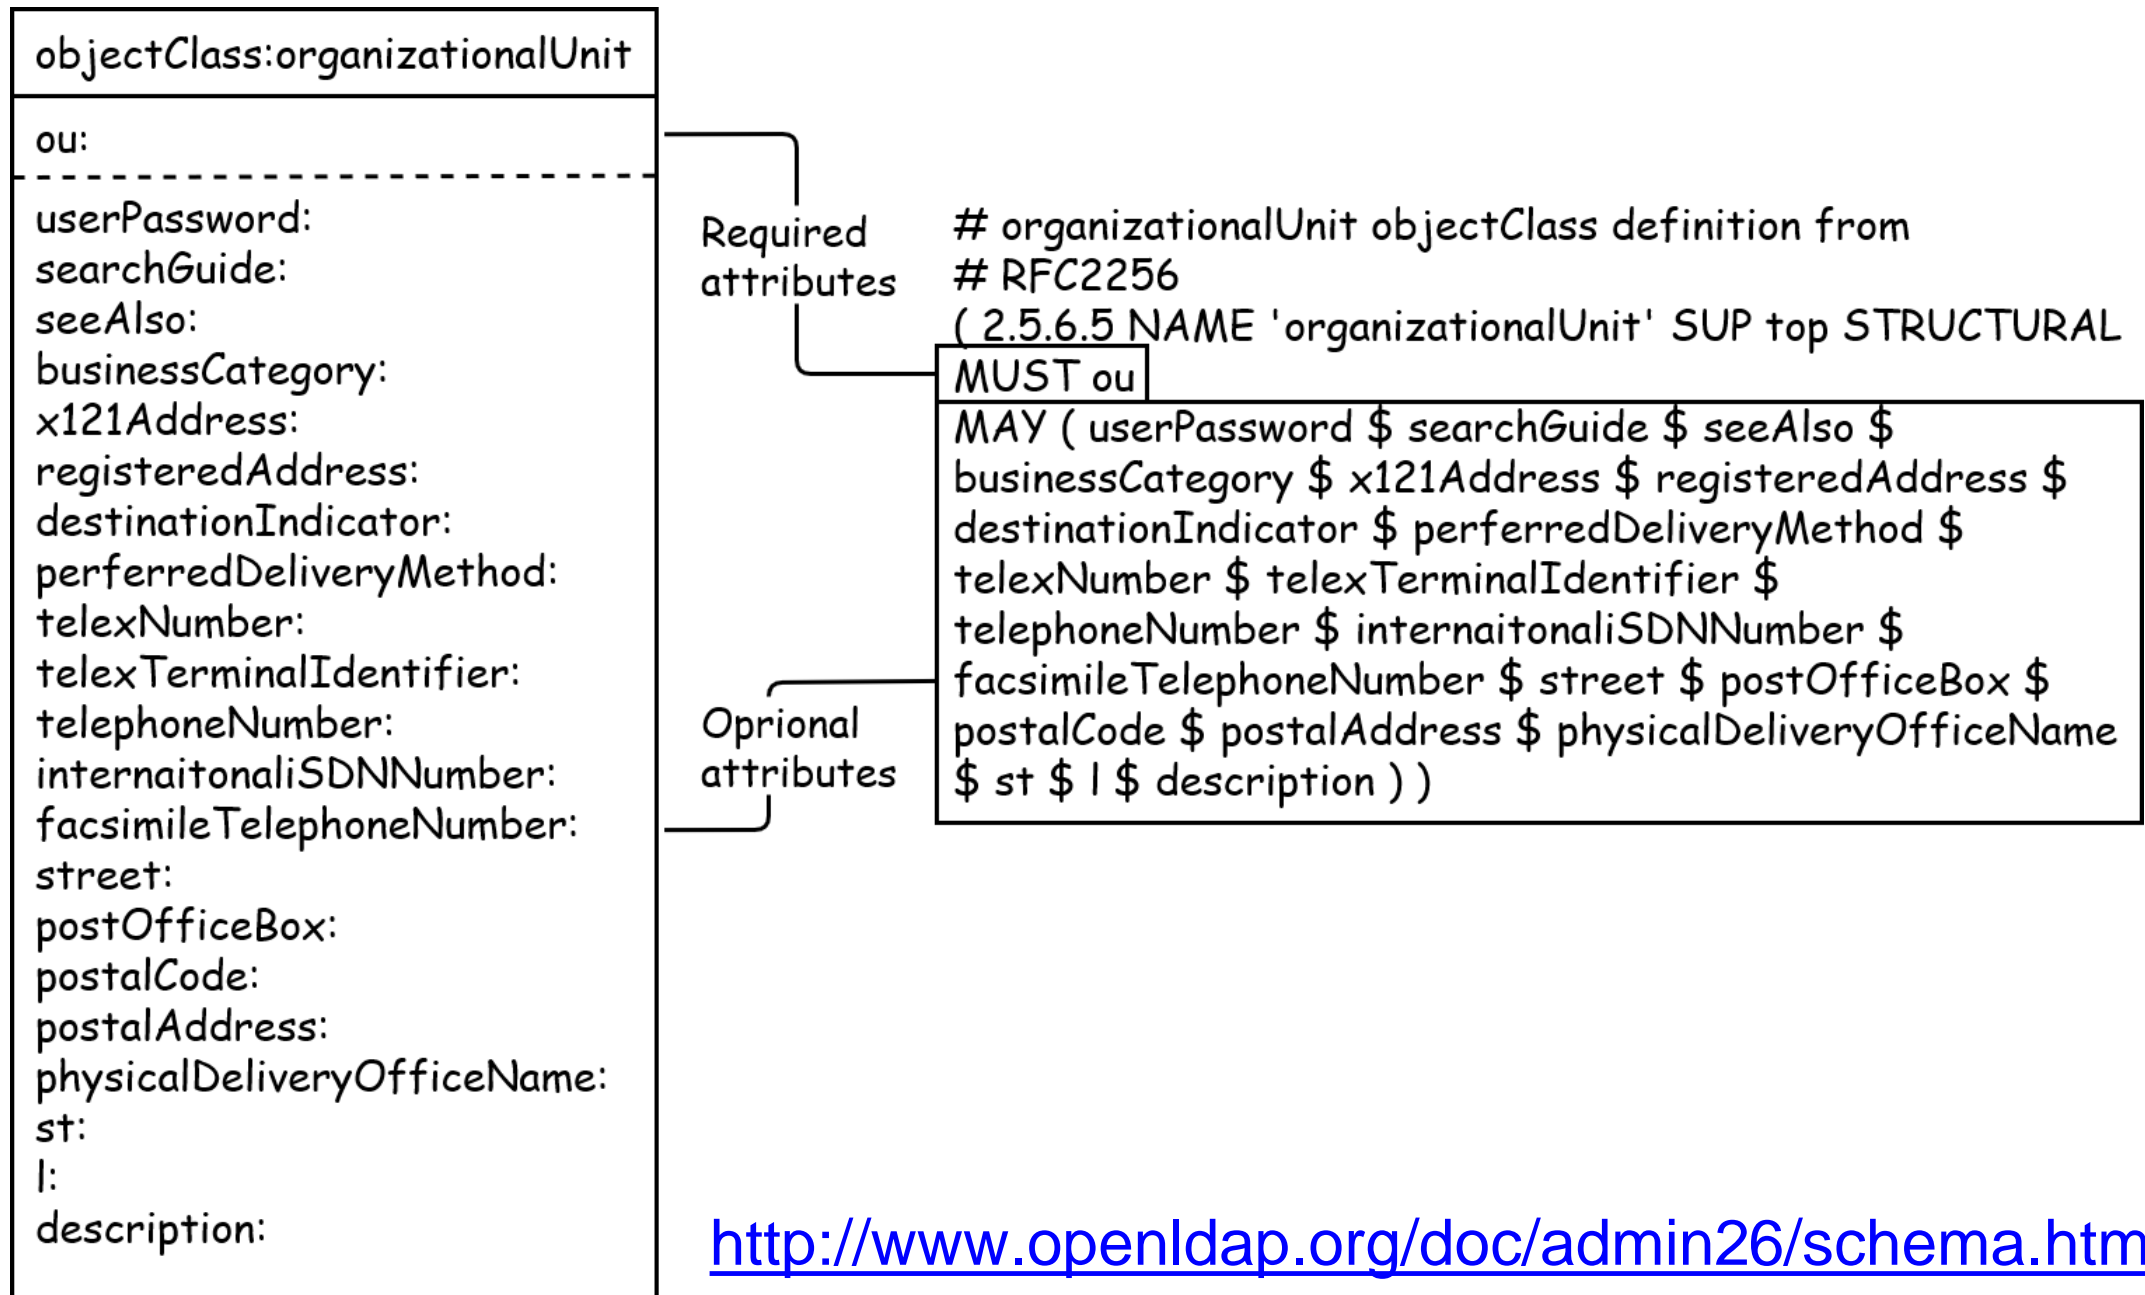 objectClass:organizationalUnit
ou:
userPassword:
searchGuide:
seeAlso:
businessCategory:
x121Address:
registeredAddress:
destinationIndicator:
perferredDeliveryMethod:
telexNumber:
telexTerminalIdentifier:
telephoneNumber:
internaitonaliSDNNumber:
facsimileTelephoneNumber:
street:
postOfficeBox:
postalCode:
postalAddress:
physicalDeliveryOfficeName:
st:
l:
description:
Required
attributes
Oprional
attributes
# organizationalUnit objectClass definition from
# RFC2256
( 2.5.6.5 NAME 'organizationalUnit' SUP top STRUCTURAL
MUST ou
MAY ( userPassword $ searchGuide $ seeAlso $
businessCategory $ x121Address $ registeredAddress $
destinationIndicator $ perferredDeliveryMethod $
telexNumber $ telexTerminalIdentifier $
telephoneNumber $ internaitonaliSDNNumber $
facsimileTelephoneNumber $ street $ postOfficeBox $
postalCode $ postalAddress $ physicalDeliveryOfficeName
$ st $ l $ description ) )
http://www.openldap.org/doc/admin26/schema.htm